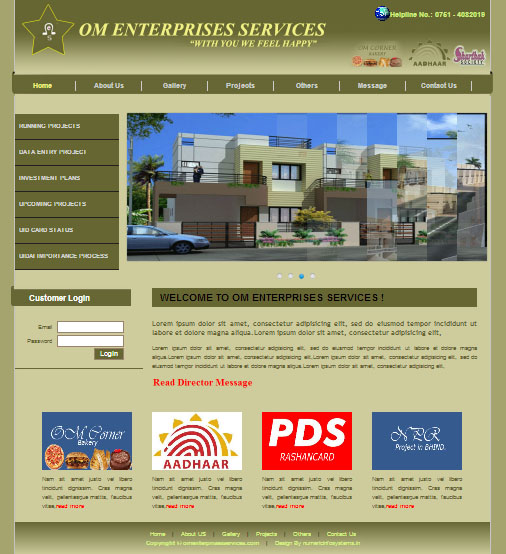 OM ENTERPRISES SERVICES
"WITH YOU WE FEEL HAPPY"
Helpline No.: 0751 - 4082019
OM CORNER
BAKERY
AADHAAR
Home About Us Gallery Projects Others Message Contact Us
RUNNING PROJECTS
DATA ENTRY PROJECT
INVESTMENT PLANS
UPCOMING PROJECTS
UID CARD STATUS
UIDAI IMPORTANCE PROCESS
Customer Login
Email
Password
Login
WELCOME TO OM ENTERPRISES SERVICES !
Lorem ipsum dolor sit amet, consectetur adipisicing elit, sed do eiusmod tempor incididunt ut
labore et dolore magna aliqua.Lorem ipsum dolor sit amet, consectetur adipisicing elit,
Lorem ipsum dolor sit amet, consectetur adipisicing elit, sed do eiusmod tempor incididunt ut labore et dolore magna
aliqua.Lorem ipsum dolor sit amet, consectetur adipisicing elit,Lorem ipsum dolor sit amet, consectetur adipisicing elit,
sed do eiusmod tempor incididunt ut labore et dolore magna aliqua.Lorem ipsum dolor sit amet, consectetur adipisicing elit,
Read Director Message
OM Corner
Bakery
Nam sit amet justo vel libero
tincidunt dignissim. Cras magna
velit, pellentesque mattis, faucibus
vitae,read more
AADHAAR
Nam sit amet justo vel libero
tincidunt dignissim. Cras magna
velit, pellentesque mattis, faucibus
vitae,read more
PDS
RASHANCARD
Nam sit amet justo vel libero
tincidunt dignissim. Cras magna
velit, pellentesque mattis, faucibus
vitae,read more
NPR
Project in BHIND.
Nam sit amet justo vel libero
tincidunt dignissim. Cras magna
velit, pellentesque mattis, faucibus
vitae,read more
Home | About US | Gallery | Projects | Others | Contact Us